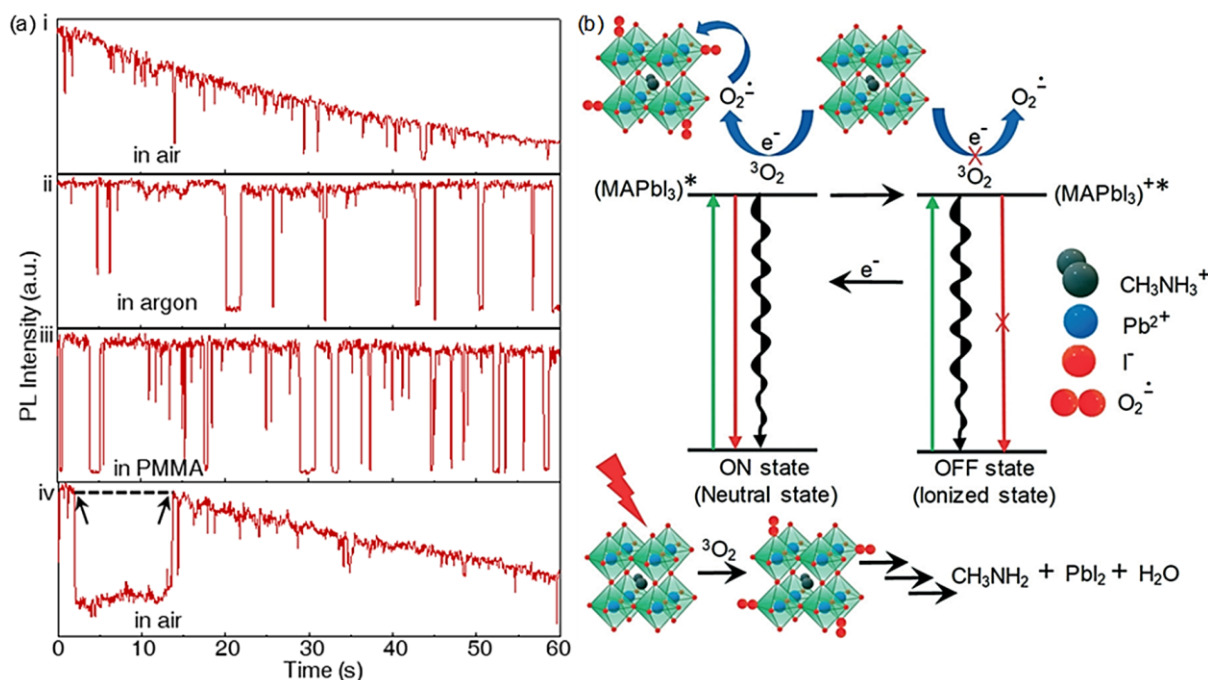 (a)
i
in air
ii
in argon
iii
in PMMA
iv
in air
PL Intensity (a.u.)
0 10 20 30 40 50 60
Time (s)
(b)
O₂•̵ O₂•̵
e⁻ e⁻
³O₂ ³O₂
(MAPbI₃)* (MAPbI₃)⁺*
e⁻
CH₃NH₃⁺
Pb²⁺
I⁻
O₂•̵
ON state OFF state
(Neutral state) (Ionized state)
³O₂
CH₃NH₂ + PbI₂ + H₂O